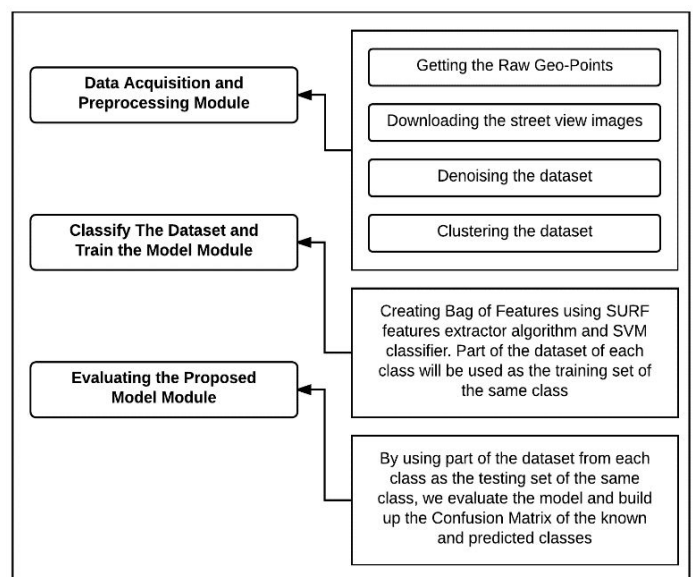 Data Acquisition and
Preprocessing Module
Getting the Raw Geo-Points
Downloading the street view images
Denoising the dataset
Clustering the dataset
Classify The Dataset and
Train the Model Module
Creating Bag of Features using SURF
features extractor algorithm and SVM
classifier. Part of the dataset of each
class will be used as the training set of
the same class
Evaluating the Proposed
Model Module
By using part of the dataset from each
class as the testing set of the same
class, we evaluate the model and build
up the Confusion Matrix of the known
and predicted classes